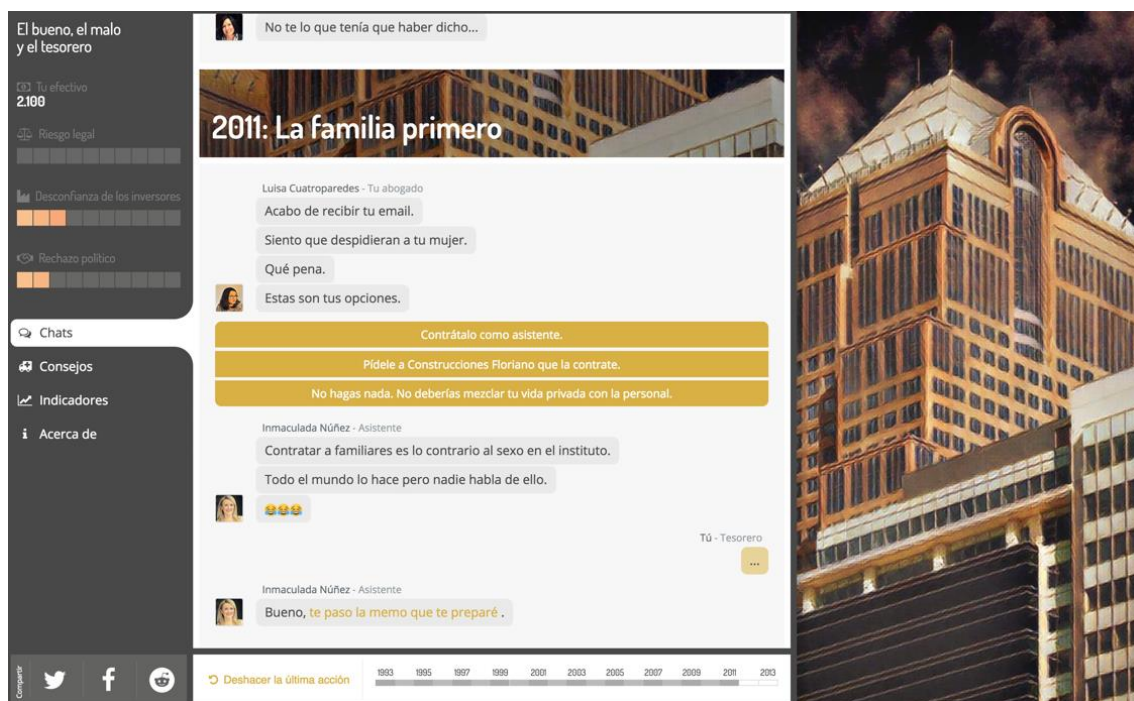 El bueno, el malo
y el tesorero
Tu efectivo
2.100
Riesgo legal
Desconfianza de los inversores
Rechazo político
Chats
Consejos
Indicadores
Acerca de
Compartir
No te lo que tenía que haber dicho...
2011: La familia primero
Luisa Cuatroparedes - Tu abogado
Acabo de recibir tu email.
Siento que despidieran a tu mujer.
Qué pena.
Estas son tus opciones.
Contrátalo como asistente.
Pídele a Construcciones Floriano que la contrate.
No hagas nada. No deberías mezclar tu vida privada con la personal.
Inmaculada Núñez - Asistente
Contratar a familiares es lo contrario al sexo en el instituto.
Todo el mundo lo hace pero nadie habla de ello.
😂😂😂
Tú - Tesorero
...
Inmaculada Núñez - Asistente
Bueno, te paso la memo que te preparé .
Deshacer la última acción
1993 1995 1997 1999 2001 2003 2005 2007 2009 2011 2013